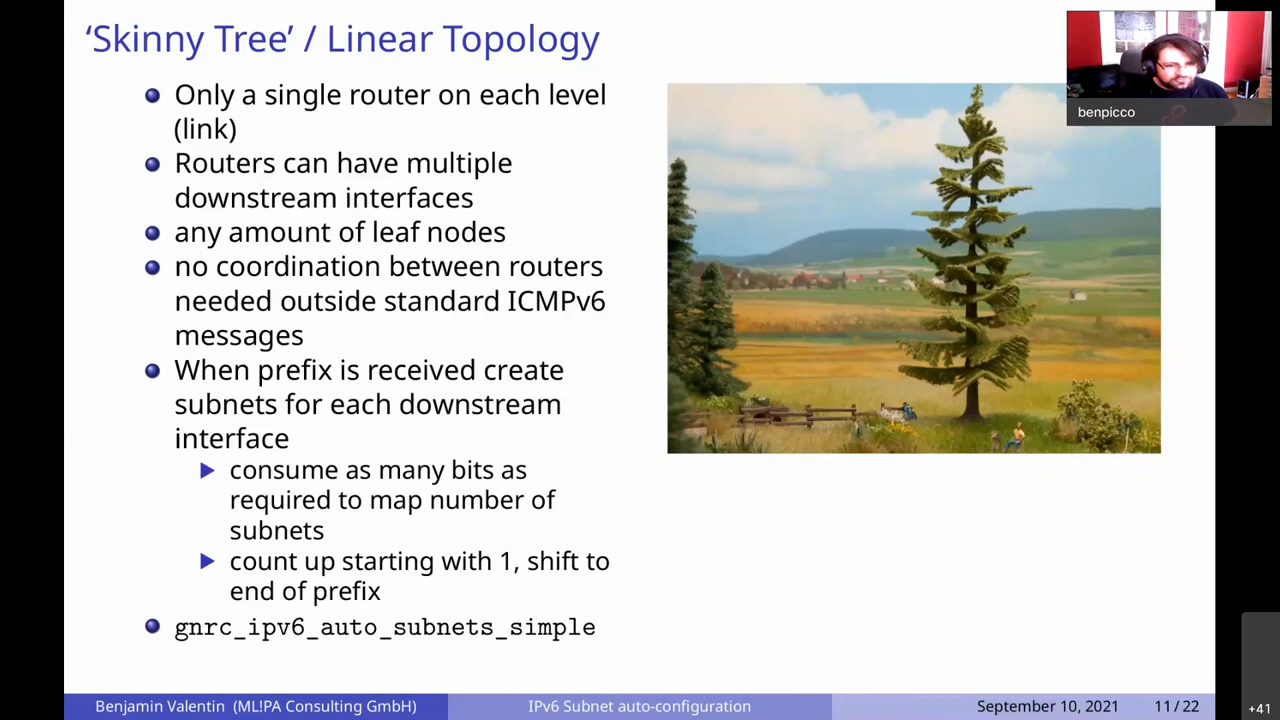 ‘Skinny Tree’ / Linear Topology
Only a single router on each level
(link)
Routers can have multiple
downstream interfaces
any amount of leaf nodes
no coordination between routers
needed outside standard ICMPv6
messages
When prefix is received create
subnets for each downstream
interface
consume as many bits as
required to map number of
subnets
count up starting with 1, shift to
end of prefix
gnrc_ipv6_auto_subnets_simple
benpicco
Benjamin Valentin (ML!PA Consulting GmbH)
IPv6 Subnet auto-configuration
September 10, 2021
11 / 22
+41